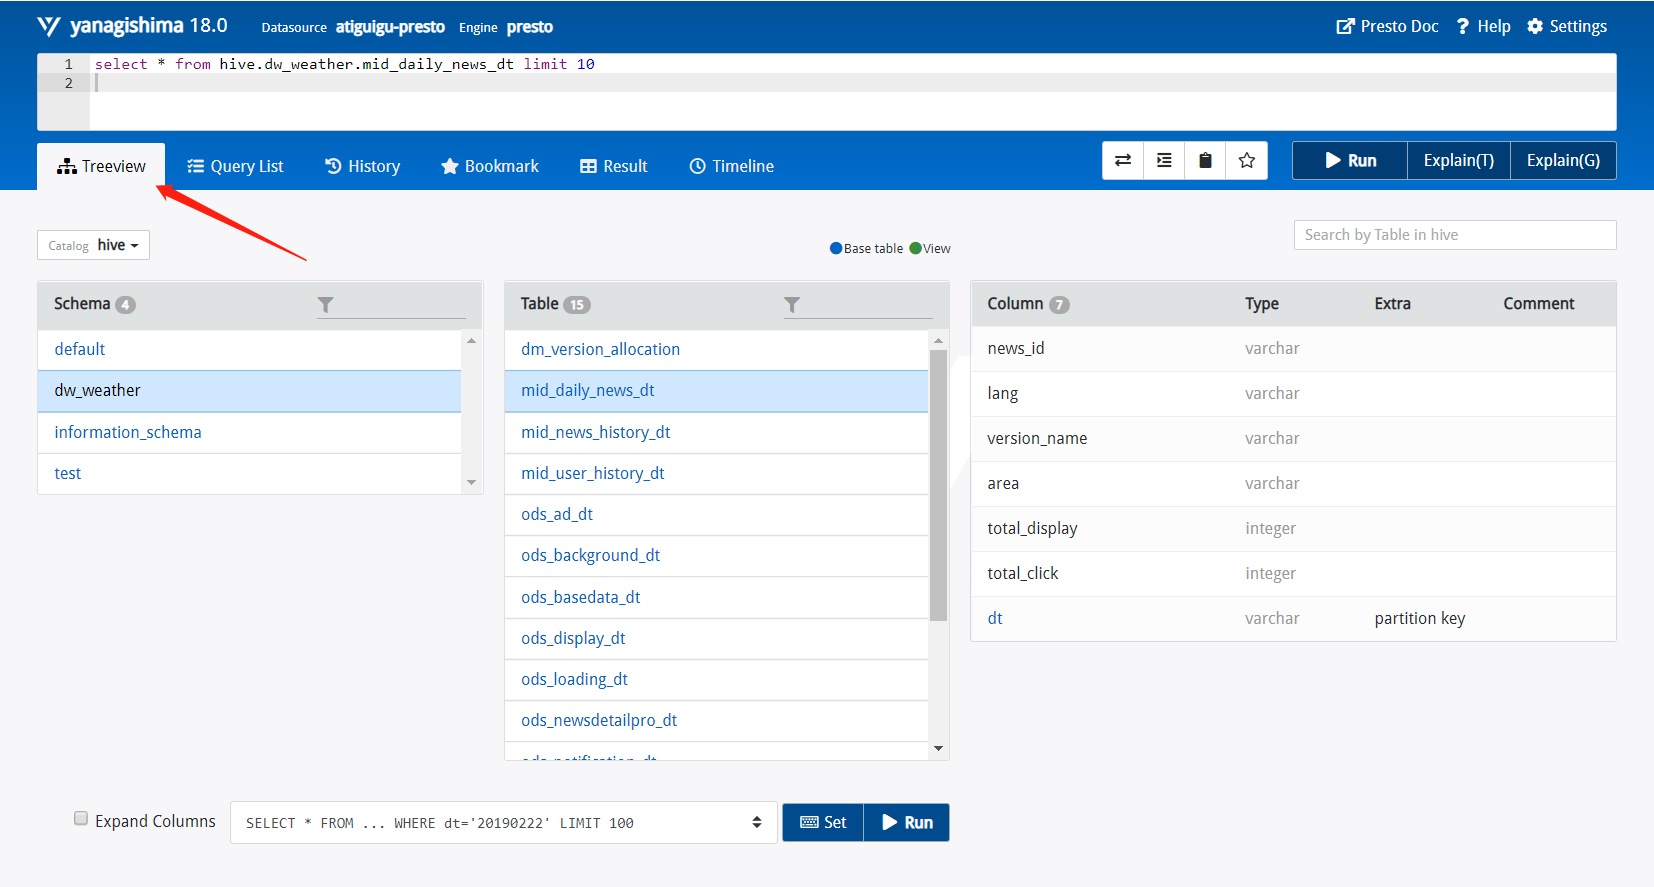 yanagishima 18.0 Datasource atiguigu-presto Engine presto Presto Doc ? Help Settings
1 select * from hive.dw_weather.mid_daily_news_dt limit 10
2
Treeview Query List History Bookmark Result Timeline Run Explain(T) Explain(G)
Catalog hive
Base table View
Search by Table in hive
Schema 4
default
dw_weather
information_schema
test
Table 15
dm_version_allocation
mid_daily_news_dt
mid_news_history_dt
mid_user_history_dt
ods_ad_dt
ods_background_dt
ods_basedata_dt
ods_display_dt
ods_loading_dt
ods_newsdetailpro_dt
ods_notification_dt
Column 7 Type Extra Comment
news_id varchar
lang varchar
version_name varchar
area varchar
total_display integer
total_click integer
dt varchar partition key
Expand Columns SELECT * FROM ... WHERE dt='20190222' LIMIT 100 Set Run